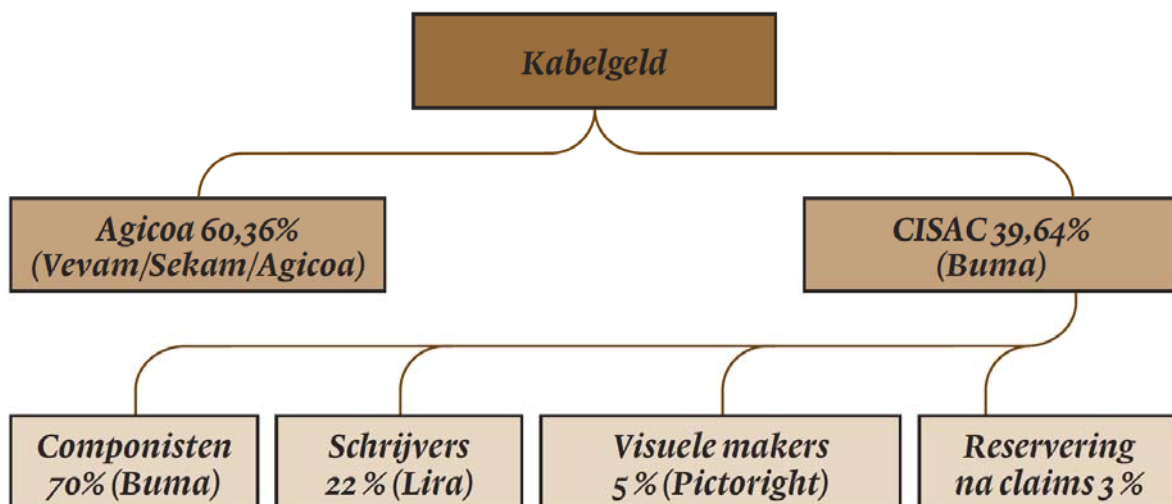 Kabelgeld
Agicoa 60,36%
(Vevam/Sekam/Agicoa)
CISAC 39,64%
(Buma)
Componisten
70% (Buma)
Schrijvers
22 % (Lira)
Visuele makers
5 % (Pictoright)
Reservering
na claims 3 %